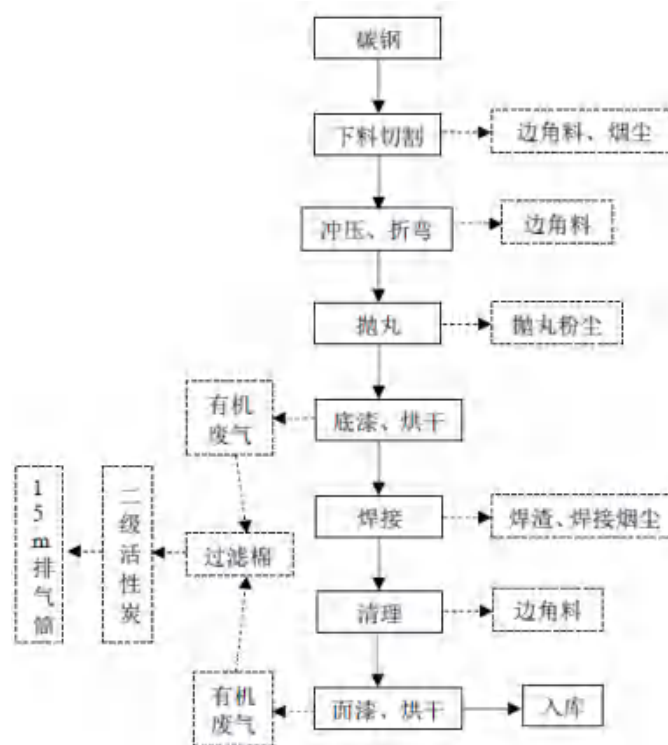 碳钢
下料切割
边角料、烟尘
冲压、折弯
边角料
抛丸
抛丸粉尘
有机
废气
底漆、烘干
焊接
焊渣、焊接烟尘
15m排气筒
二级活性炭
过滤棉
清理
边角料
有机
废气
面漆、烘干
入库